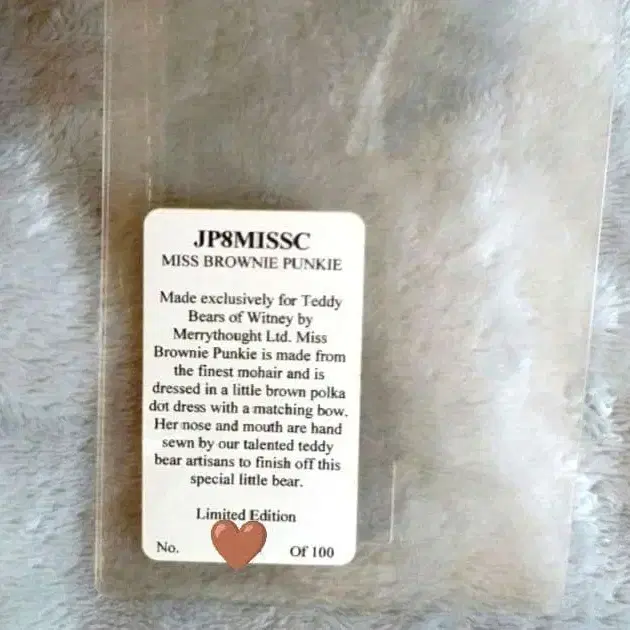 JP8MISSC
MISS BROWNIE PUNKIE
Made exclusively for Teddy
Bears of Witney by
Merrythought Ltd. Miss
Brownie Punkie is made from
the finest mohair and is
dressed in a little brown polka
dot dress with a matching bow.
Her nose and mouth are hand
sewn by our talented teddy
bear artisans to finish off this
special little bear.
Limited Edition
No. Of 100